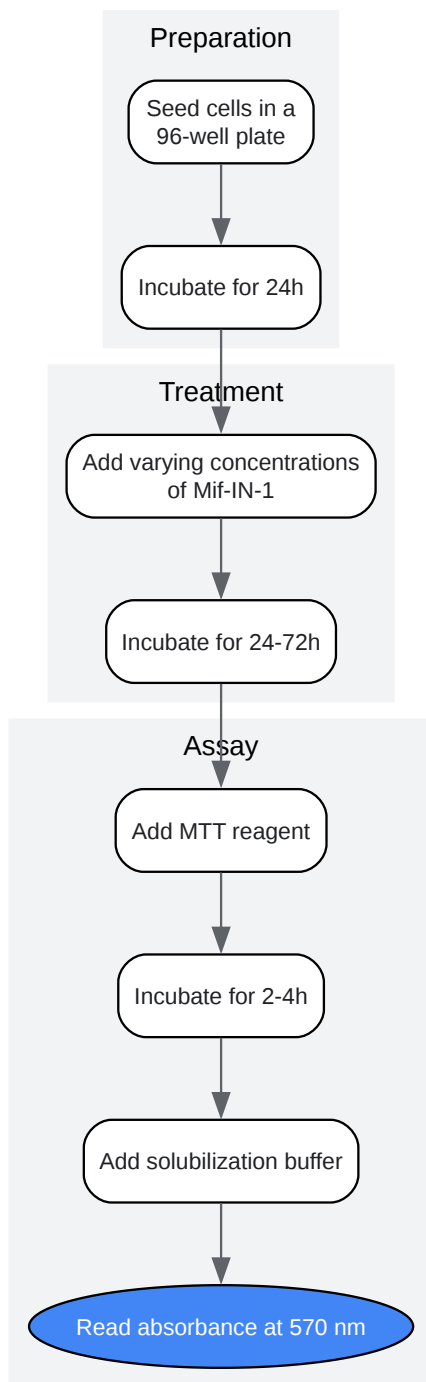 Preparation
Seed cells in a
96-well plate
Incubate for 24h
Treatment
Add varying concentrations
of Mif-IN-1
Incubate for 24-72h
Assay
Add MTT reagent
Incubate for 2-4h
Add solubilization buffer
Read absorbance at 570 nm